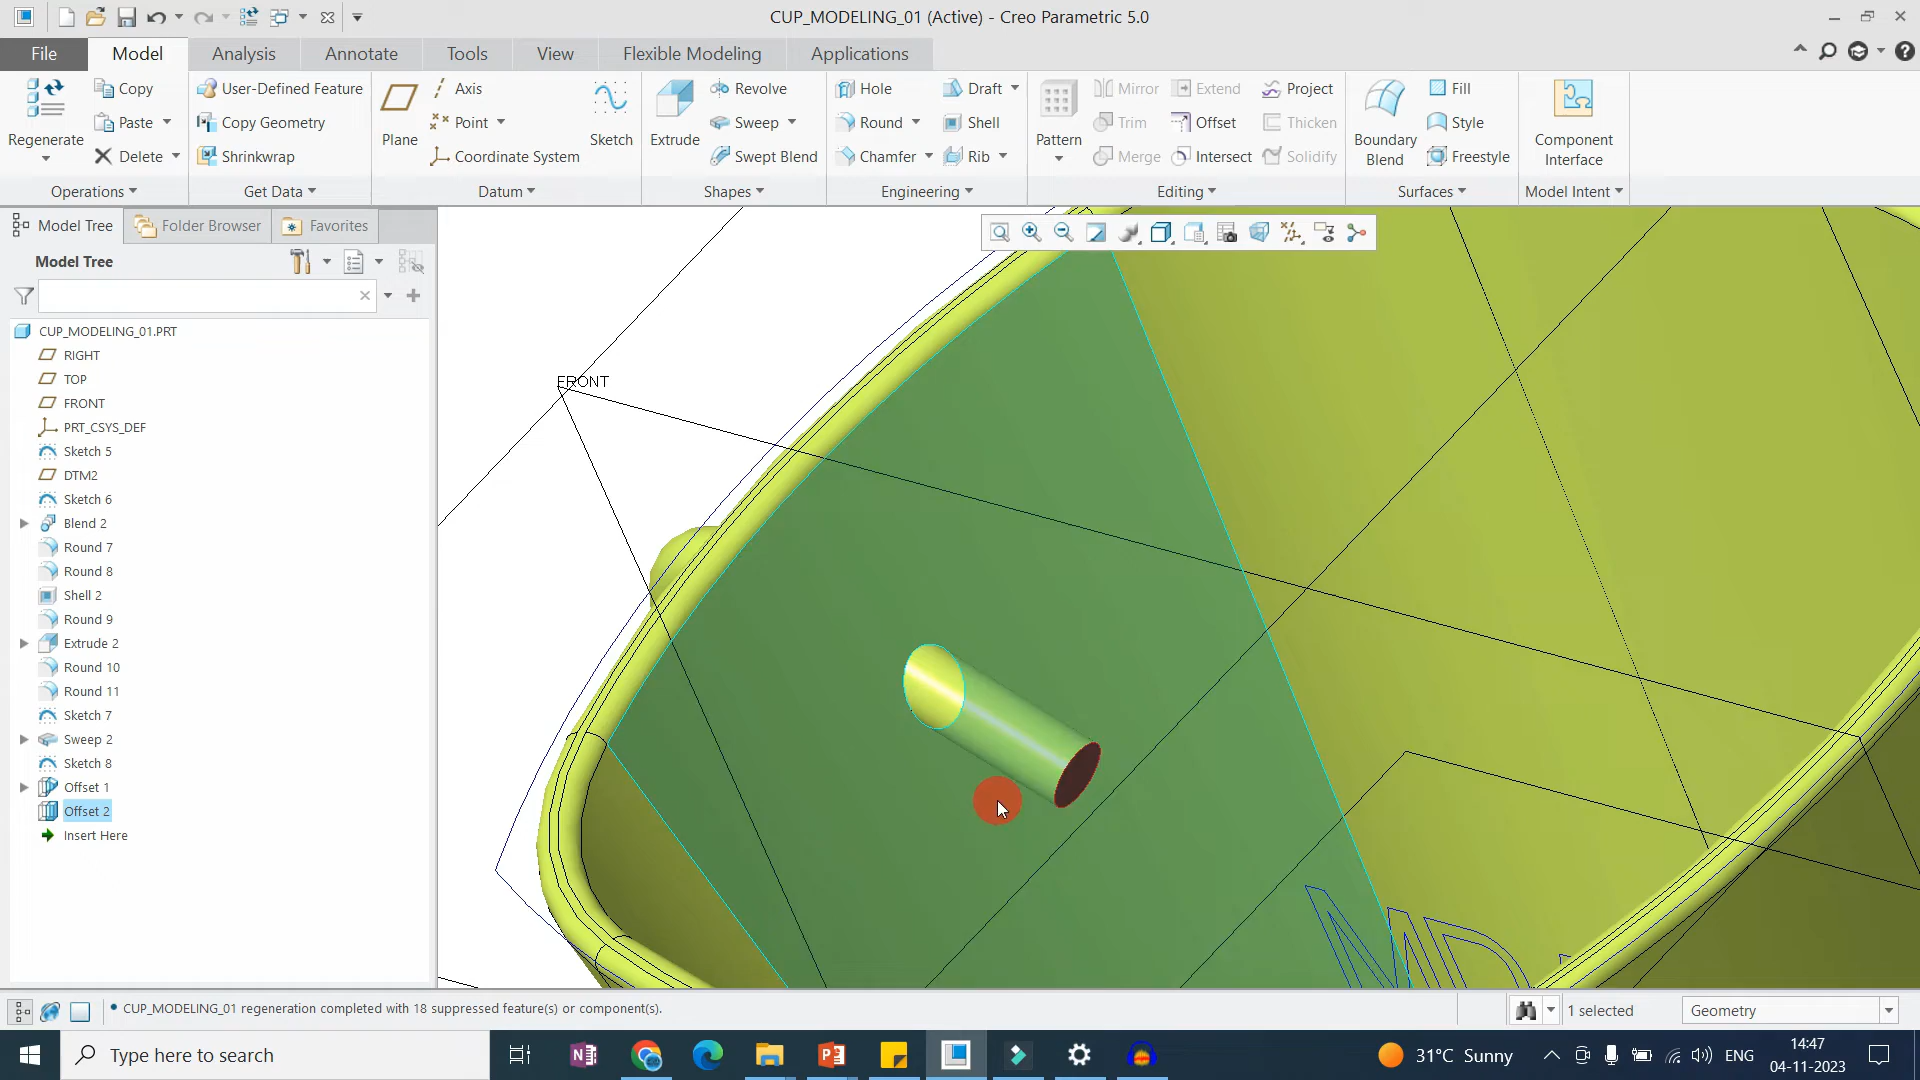 CUP_MODELING_01 (Active) - Creo Parametric 5.0
File Model Analysis Annotate Tools View Flexible Modeling Applications
Regenerate
Copy
Paste
Delete
Operations
User-Defined Feature
Copy Geometry
Shrinkwrap
Get Data
Plane
Axis
Point
Coordinate System
Sketch
Datum
Extrude
Revolve
Sweep
Swept Blend
Shapes
Hole
Round
Chamfer
Draft
Shell
Rib
Engineering
Pattern
Mirror
Trim
Merge
Extend
Offset
Intersect
Project
Thicken
Solidify
Editing
Boundary
Blend
Fill
Style
Freestyle
Surfaces
Component
Interface
Model Intent
Model Tree Folder Browser Favorites
Model Tree
CUP_MODELING_01.PRT
RIGHT
TOP
FRONT
PRT_CSYS_DEF
Sketch 5
DTM2
Sketch 6
Blend 2
Round 7
Round 8
Shell 2
Round 9
Extrude 2
Round 10
Round 11
Sketch 7
Sweep 2
Sketch 8
Offset 1
Offset 2
Insert Here
FRONT
CUP_MODELING_01 regeneration completed with 18 suppressed feature(s) or component(s).
1 selected
Geometry
Type here to search
31°C Sunny
ENG
14:47
04-11-2023